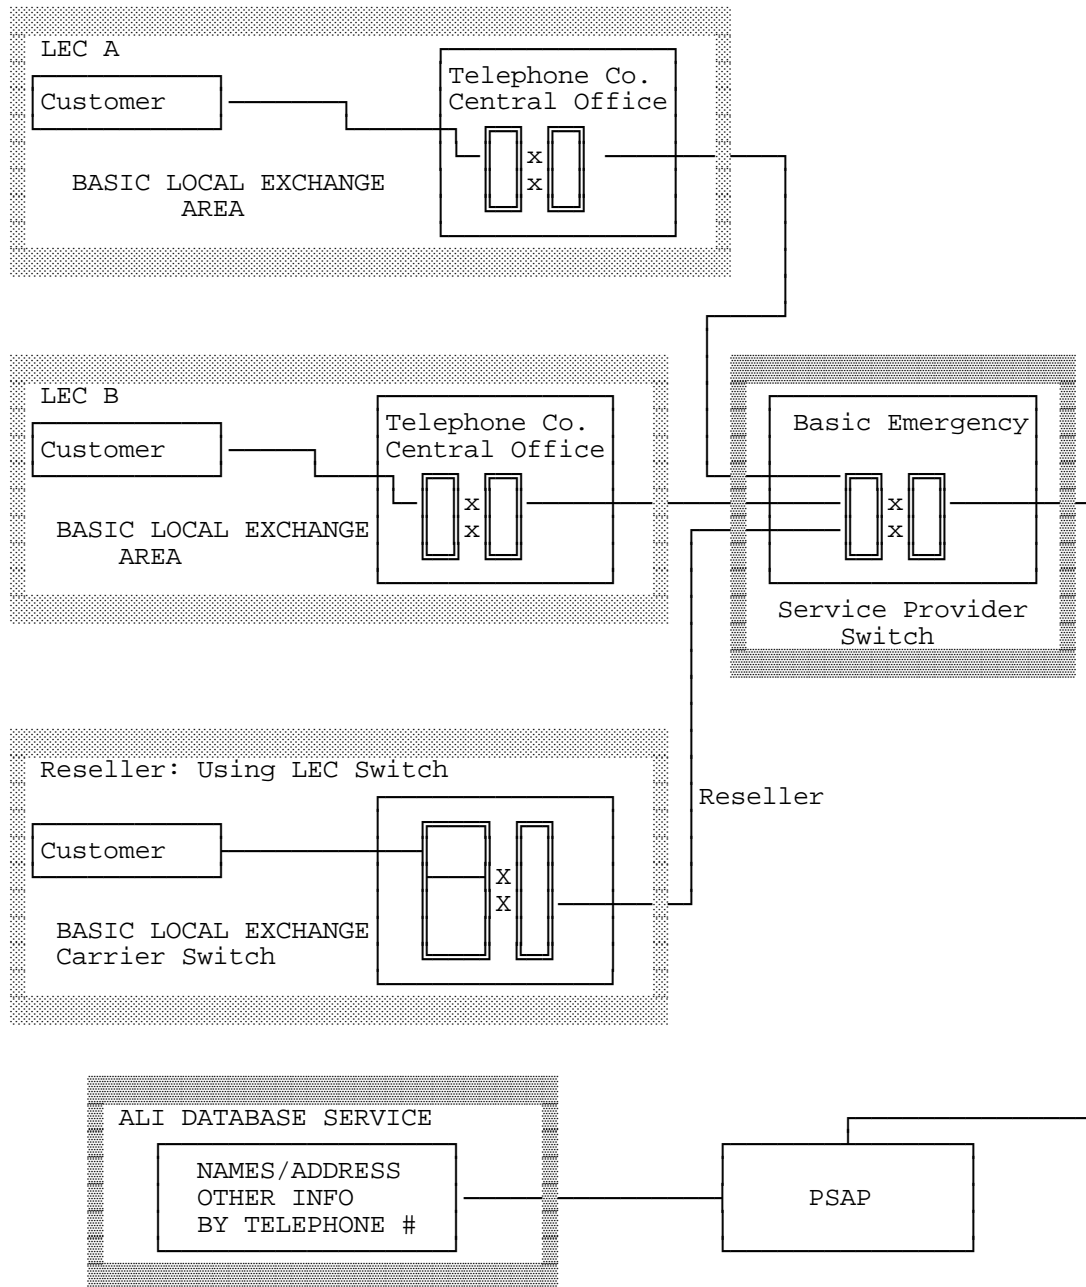 LEC A
Customer
Telephone Co.
Central Office
x
x
BASIC LOCAL EXCHANGE
AREA
LEC B
Customer
Telephone Co.
Central Office
x
x
BASIC LOCAL EXCHANGE
AREA
Basic Emergency
x
x
Service Provider
Switch
Reseller: Using LEC Switch
Customer
X
X
BASIC LOCAL EXCHANGE
Carrier Switch
Reseller
ALI DATABASE SERVICE
NAMES/ADDRESS
OTHER INFO
BY TELEPHONE #
PSAP